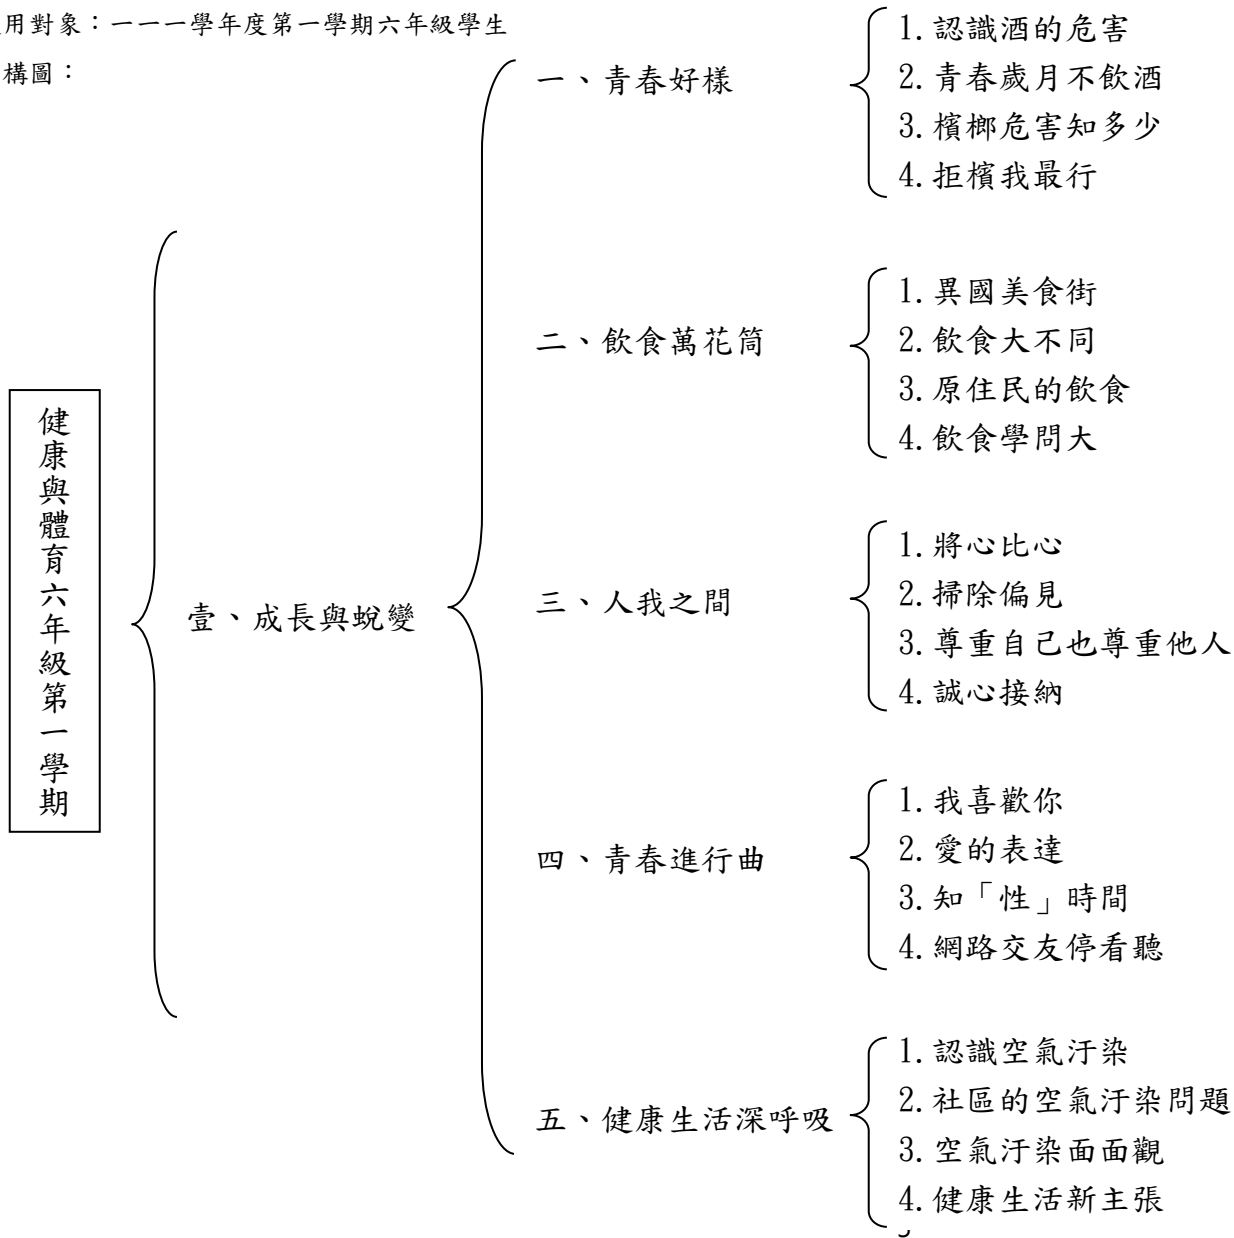 用對象：一一一學年度第一學期六年級學生
構圖：
健康與體育六年級第一學期
壹、成長與蛻變
一、青春好樣
1.認識酒的危害
2.青春歲月不飲酒
3.檳榔危害知多少
4.拒檳我最行
二、飲食萬花筒
1.異國美食街
2.飲食大不同
3.原住民的飲食
4.飲食學問大
三、人我之間
1.將心比心
2.掃除偏見
3.尊重自己也尊重他人
4.誠心接納
四、青春進行曲
1.我喜歡你
2.愛的表達
3.知「性」時間
4.網路交友停看聽
五、健康生活深呼吸
1.認識空氣汙染
2.社區的空氣汙染問題
3.空氣汙染面面觀
4.健康生活新主張